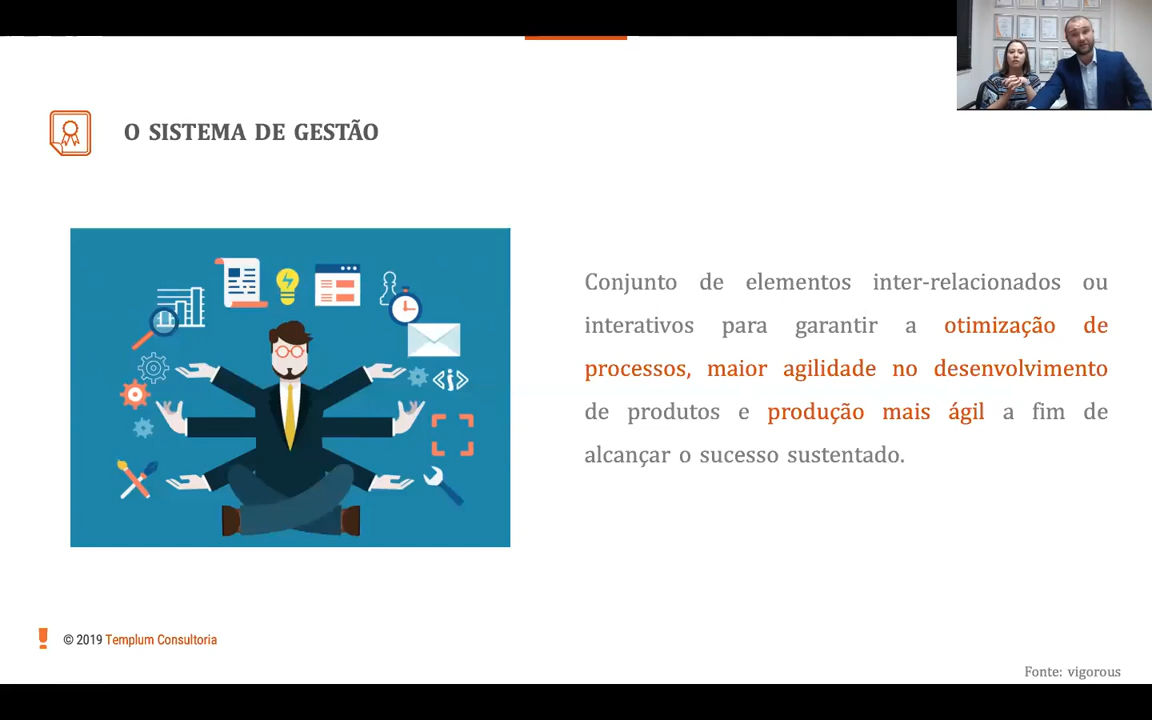 O SISTEMA DE GESTÃO
Conjunto de elementos inter-relacionados ou
interativos para garantir a otimização de
processos, maior agilidade no desenvolvimento
de produtos e produção mais ágil a fim de
alcançar o sucesso sustentado.
© 2019 Templum Consultoria
Fonte: vigorous